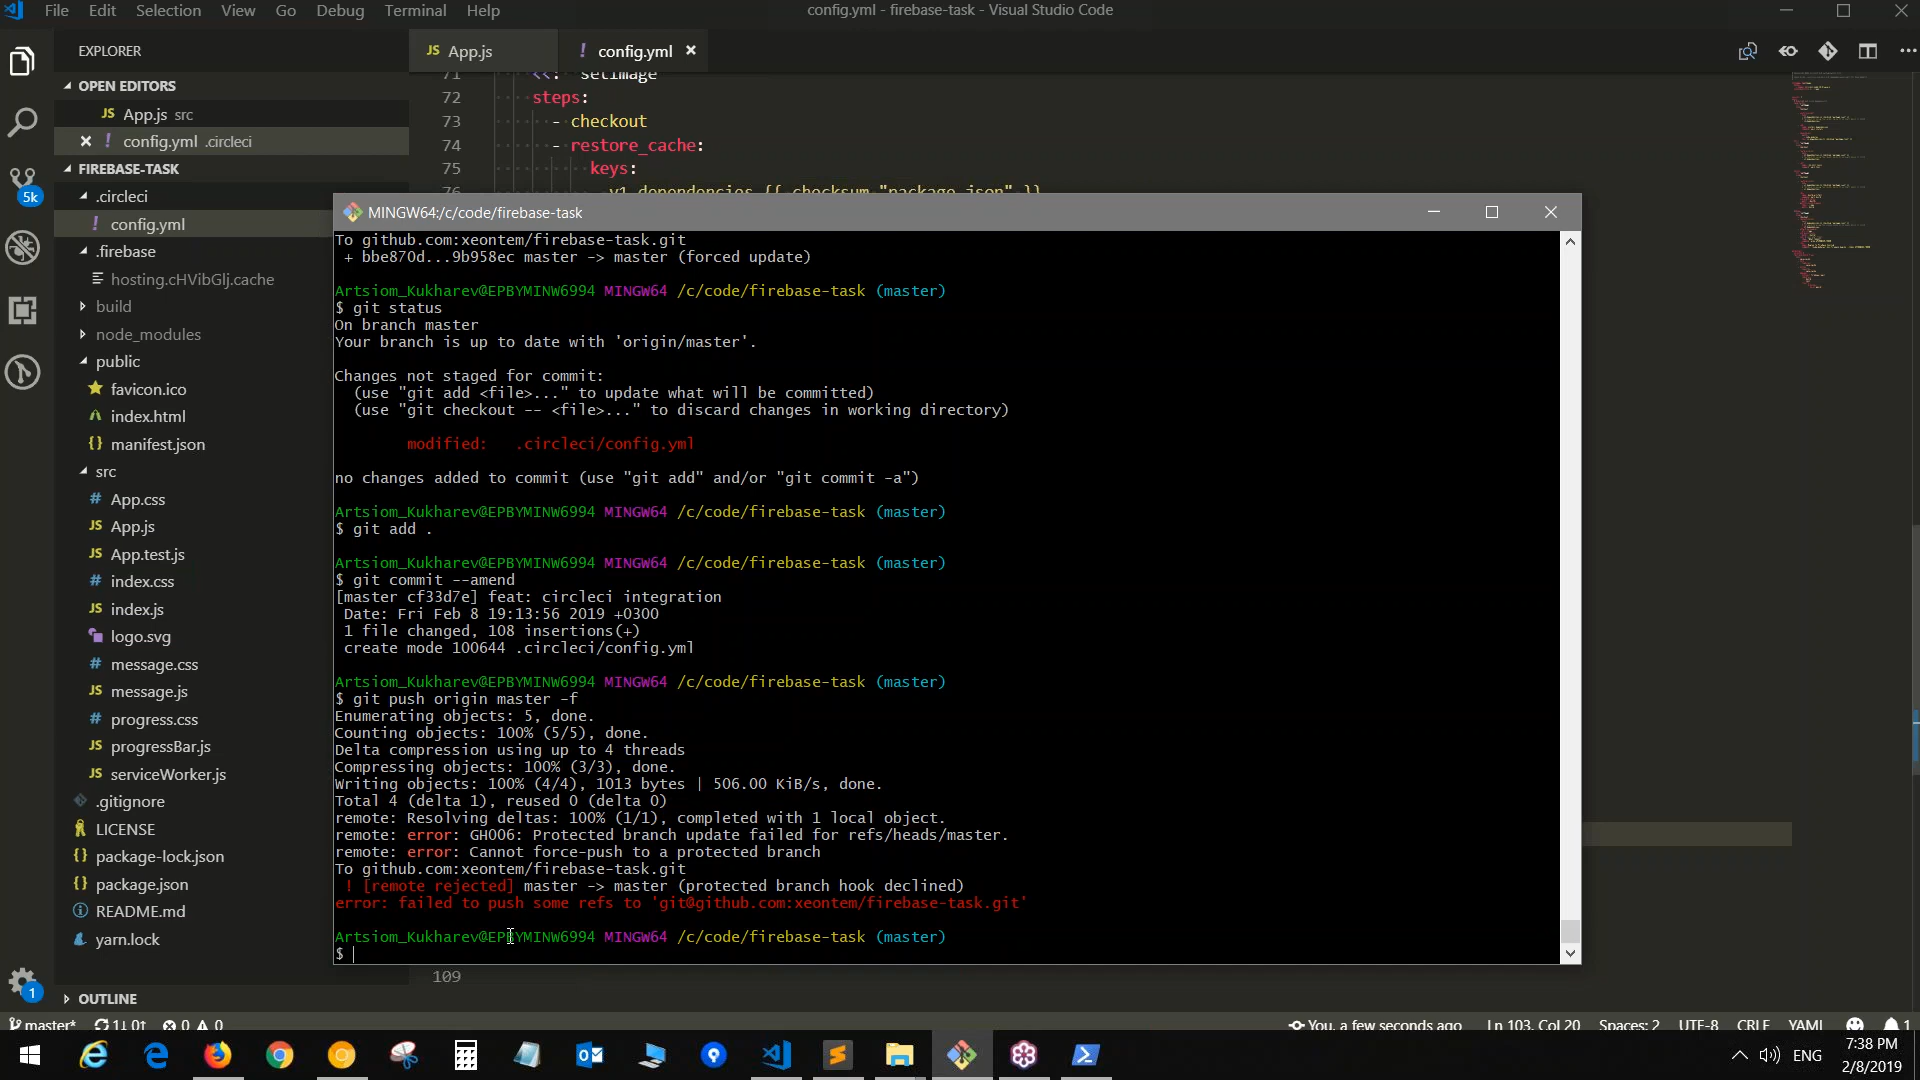 File Edit Selection View Go Debug Terminal Help
config.yml - firebase-task - Visual Studio Code
EXPLORER
OPEN EDITORS
JS App.js src
! config.yml .circleci
FIREBASE-TASK
.circleci
! config.yml
.firebase
hosting.cHVibGlj.cache
build
node_modules
public
favicon.ico
index.html
{} manifest.json
src
# App.css
JS App.js
JS App.test.js
# index.css
JS index.js
logo.svg
# message.css
JS message.js
# progress.css
JS progressBar.js
JS serviceWorker.js
.gitignore
LICENSE
{} package-lock.json
{} package.json
README.md
yarn.lock
OUTLINE
5k
1
JS App.js
! config.yml
71 <<: *setImage
72 steps:
73 - checkout
74 - restore_cache:
75 keys:
76 v1 dependencies {{ checksum "package.json" }}
MINGW64:/c/code/firebase-task
To github.com:xeontem/firebase-task.git
+ bbe870d...9b958ec master -> master (forced update)
Artsiom_Kukharev@EPBYMINW6994 MINGW64 /c/code/firebase-task (master)
$ git status
On branch master
Your branch is up to date with 'origin/master'.
Changes not staged for commit:
(use "git add <file>..." to update what will be committed)
(use "git checkout -- <file>..." to discard changes in working directory)
modified: .circleci/config.yml
no changes added to commit (use "git add" and/or "git commit -a")
Artsiom_Kukharev@EPBYMINW6994 MINGW64 /c/code/firebase-task (master)
$ git add .
Artsiom_Kukharev@EPBYMINW6994 MINGW64 /c/code/firebase-task (master)
$ git commit --amend
[master cf33d7e] feat: circleci integration
Date: Fri Feb 8 19:13:56 2019 +0300
1 file changed, 108 insertions(+)
create mode 100644 .circleci/config.yml
Artsiom_Kukharev@EPBYMINW6994 MINGW64 /c/code/firebase-task (master)
$ git push origin master -f
Enumerating objects: 5, done.
Counting objects: 100% (5/5), done.
Delta compression using up to 4 threads
Compressing objects: 100% (3/3), done.
Writing objects: 100% (4/4), 1013 bytes | 506.00 KiB/s, done.
Total 4 (delta 1), reused 0 (delta 0)
remote: Resolving deltas: 100% (1/1), completed with 1 local object.
remote: error: GH006: Protected branch update failed for refs/heads/master.
remote: error: Cannot force-push to a protected branch
To github.com:xeontem/firebase-task.git
! [remote rejected] master -> master (protected branch hook declined)
error: failed to push some refs to 'git@github.com:xeontem/firebase-task.git'
Artsiom_Kukharev@EPBYMINW6994 MINGW64 /c/code/firebase-task (master)
$
109
master* 1↓ 0↑ 0 0
You, a few seconds ago Ln 103, Col 20 Spaces: 2 UTF-8 CRLF YAML 1
ENG
7:38 PM
2/8/2019